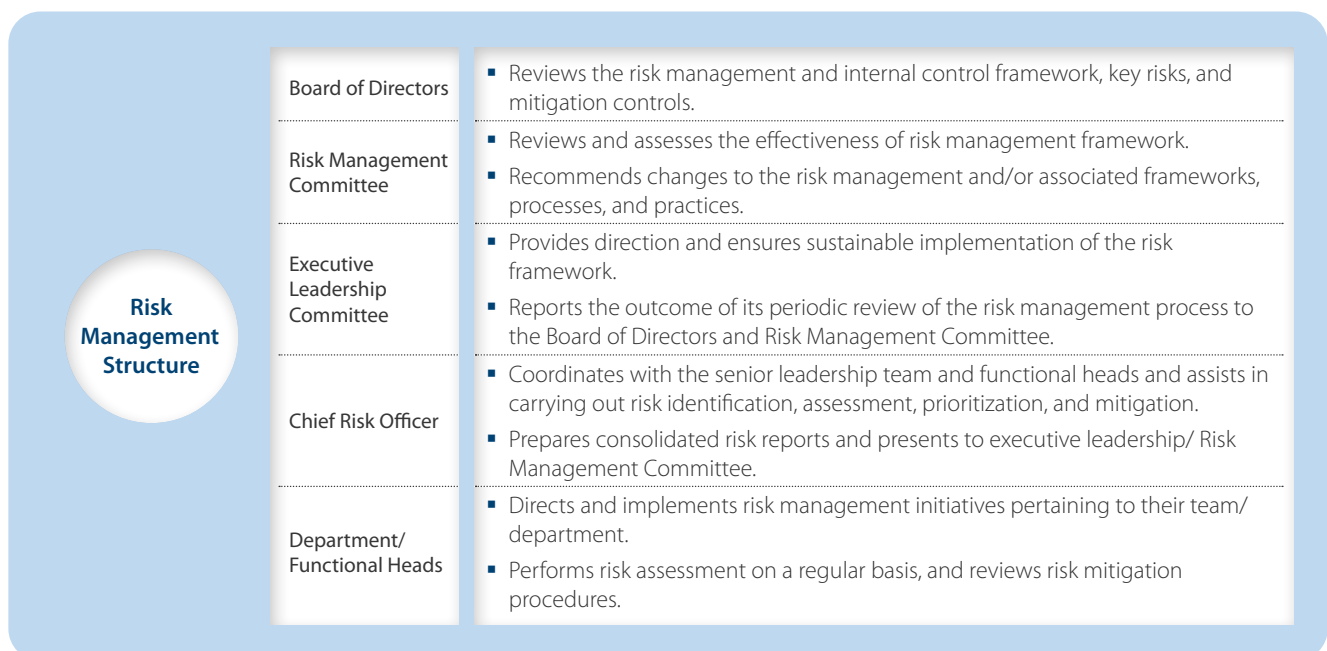 Risk
Management
Structure
Board of Directors
▪ Reviews the risk management and internal control framework, key risks, and
mitigation controls.
Risk Management
Committee
▪ Reviews and assesses the effectiveness of risk management framework.
▪ Recommends changes to the risk management and/or associated frameworks,
processes, and practices.
Executive
Leadership
Committee
▪ Provides direction and ensures sustainable implementation of the risk
framework.
▪ Reports the outcome of its periodic review of the risk management process to
the Board of Directors and Risk Management Committee.
Chief Risk Officer
▪ Coordinates with the senior leadership team and functional heads and assists in
carrying out risk identification, assessment, prioritization, and mitigation.
▪ Prepares consolidated risk reports and presents to executive leadership/ Risk
Management Committee.
Department/
Functional Heads
▪ Directs and implements risk management initiatives pertaining to their team/
department.
▪ Performs risk assessment on a regular basis, and reviews risk mitigation
procedures.